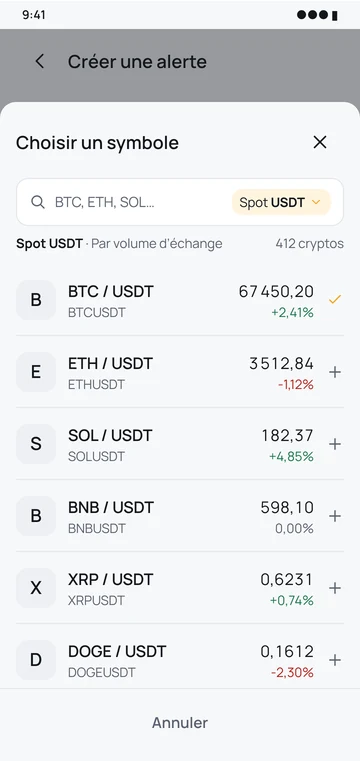 9:41
Créer une alerte
Choisir un symbole
BTC, ETH, SOL... Spot USDT
Spot USDT · Par volume d'échange 412 cryptos
B BTC / USDT 67 450,20
BTCUSDT +2,41%
E ETH / USDT 3 512,84
ETHUSDT -1,12%
S SOL / USDT 182,37
SOLUSDT +4,85%
B BNB / USDT 598,10
BNBUSDT 0,00%
X XRP / USDT 0,6231
XRPUSDT +0,74%
D DOGE / USDT 0,1612
DOGEUSDT -2,30%
Annuler